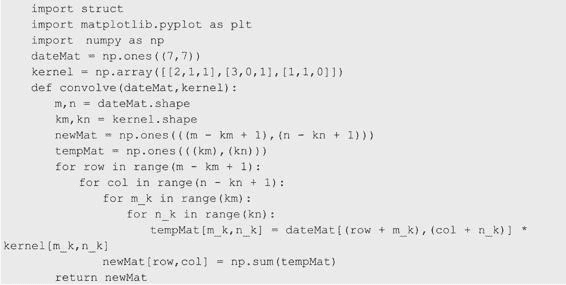 import struct
import matplotlib.pyplot as plt
import  numpy as np
dateMat = np.ones((7,7))
kernel = np.array([[2,1,1],[3,0,1],[1,1,0]])
def convolve(dateMat,kernel):
    m,n = dateMat.shape
    km,kn = kernel.shape
    newMat = np.ones(((m - km + 1),(n - kn + 1)))
    tempMat = np.ones(((km),(kn)))
    for row in range(m - km + 1):
        for col in range(n - kn + 1):
            for m_k in range(km):
                for n_k in range(kn):
                    tempMat[m_k,n_k] = dateMat[(row + m_k),(col + n_k)] *
kernel[m_k,n_k]
            newMat[row,col] = np.sum(tempMat)
    return newMat